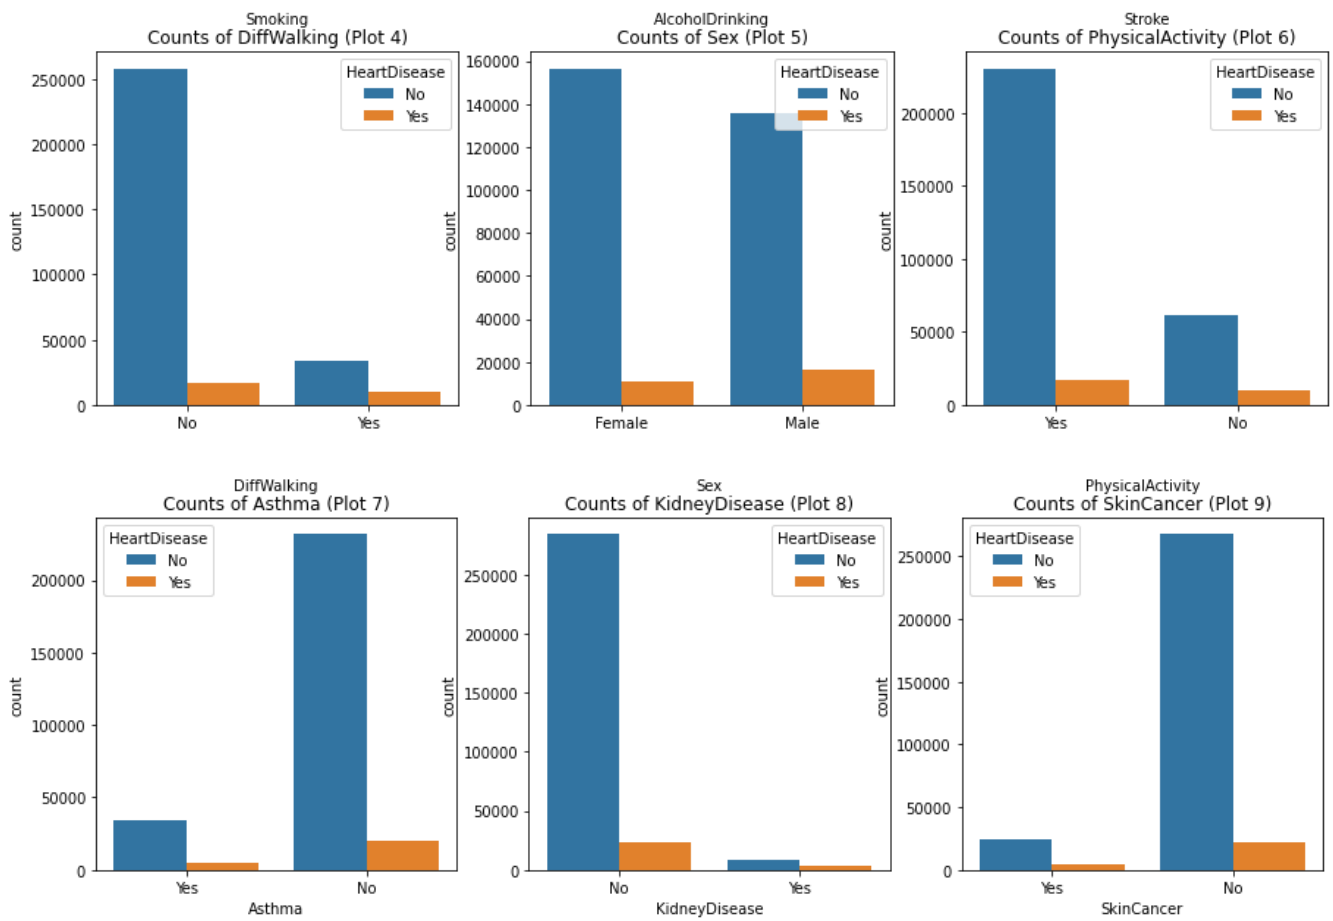 Smoking
Counts of DiffWalking (Plot 4)
HeartDisease
No
Yes
250000
200000
150000
100000
50000
0
count
No Yes
AlcoholDrinking
Counts of Sex (Plot 5)
HeartDisease
No
Yes
160000
140000
120000
100000
80000
60000
40000
20000
0
count
Female Male
Stroke
Counts of PhysicalActivity (Plot 6)
HeartDisease
No
Yes
200000
150000
100000
50000
0
count
Yes No
DiffWalking
Counts of Asthma (Plot 7)
HeartDisease
No
Yes
200000
150000
100000
50000
0
count
Yes No
Asthma
Sex
Counts of KidneyDisease (Plot 8)
HeartDisease
No
Yes
250000
200000
150000
100000
50000
0
count
No Yes
KidneyDisease
PhysicalActivity
Counts of SkinCancer (Plot 9)
HeartDisease
No
Yes
250000
200000
150000
100000
50000
0
count
Yes No
SkinCancer